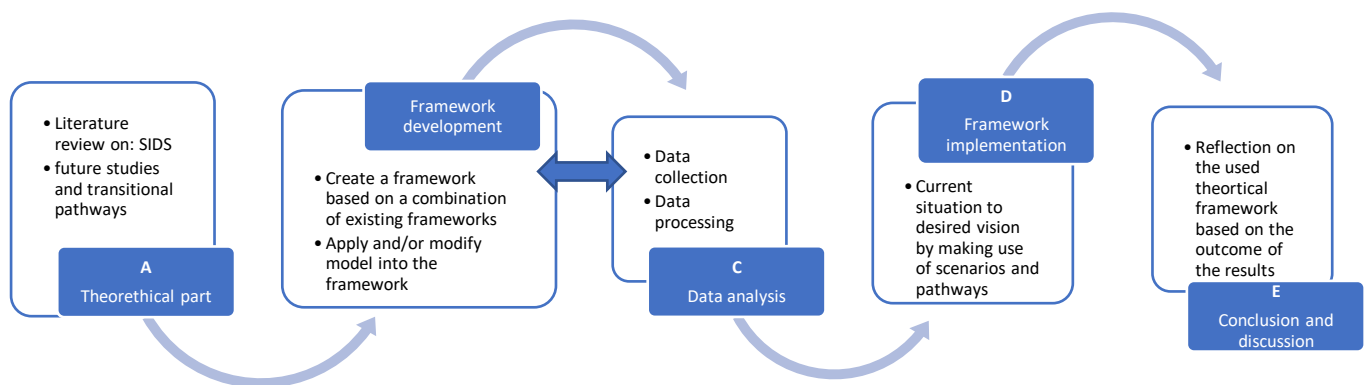 • Literature
review on: SIDS
• future studies
and transitional
pathways
A
Theorethical part
Framework
development
• Create a framework
based on a combination
of existing frameworks
• Apply and/or modify
model into the
framework
• Data
collection
• Data
processing
C
Data analysis
D
Framework
implementation
• Current
situation to
desired vision
by making use
of scenarios and
pathways
• Reflection on
the used
theortical
framework
based on the
outcome of
the results
E
Conclusion and
discussion